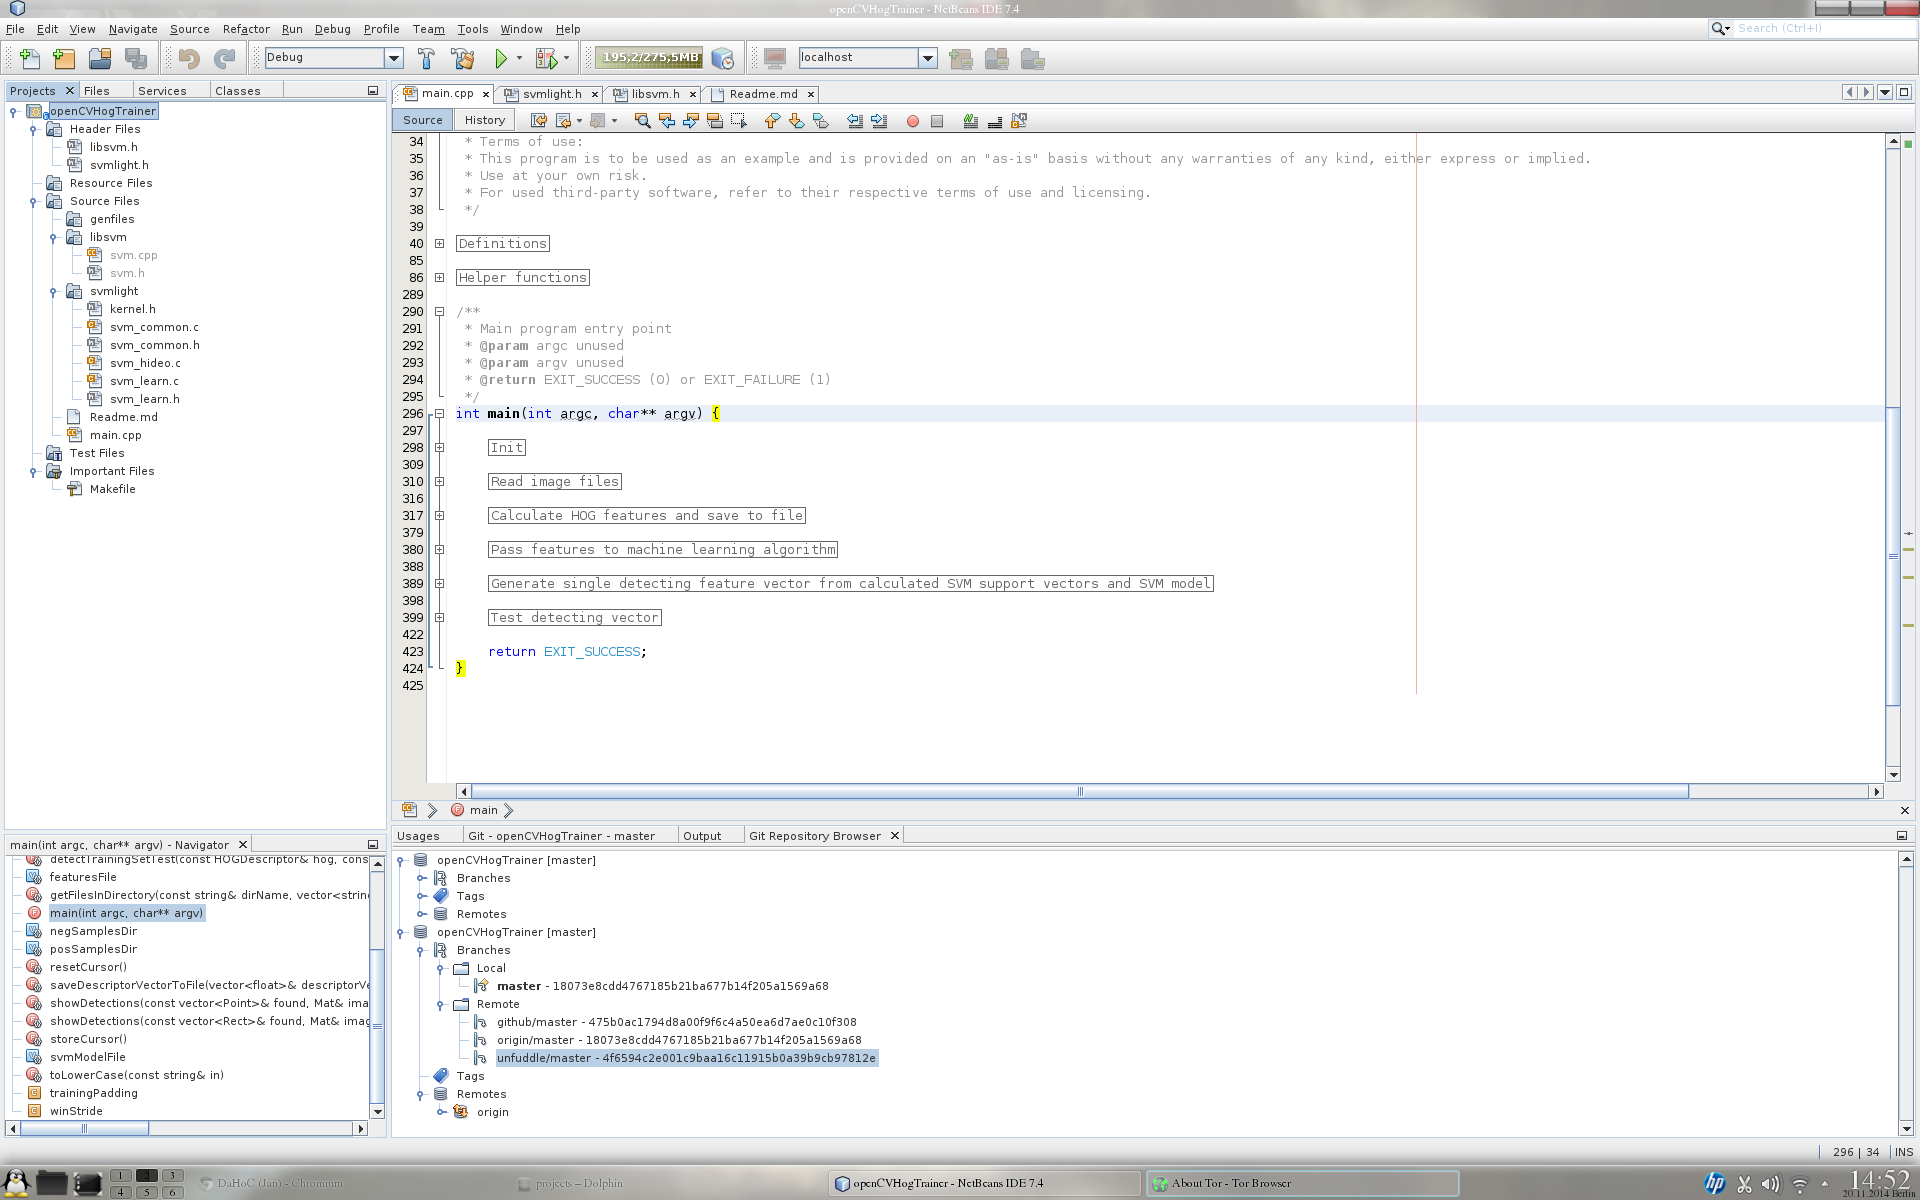 openCVHogTrainer - NetBeans IDE 7.4
File Edit View Navigate Source Refactor Run Debug Profile Team Tools Window Help
Search (Ctrl+I)
Debug
195,2/275,5MB
localhost
Projects Files Services Classes
openCVHogTrainer
Header Files
libsvm.h
svmlight.h
Resource Files
Source Files
genfiles
libsvm
svm.cpp
svm.h
svmlight
kernel.h
svm_common.c
svm_common.h
svm_hideo.c
svm_learn.c
svm_learn.h
Readme.md
main.cpp
Test Files
Important Files
Makefile
main.cpp svmlight.h libsvm.h Readme.md
Source History
34 * Terms of use:
35 * This program is to be used as an example and is provided on an "as-is" basis without any warranties of any kind, either express or implied.
36 * Use at your own risk.
37 * For used third-party software, refer to their respective terms of use and licensing.
38 */
39
40 Definitions
85
86 Helper functions
289
290 /**
291 * Main program entry point
292 * @param argc unused
293 * @param argv unused
294 * @return EXIT_SUCCESS (0) or EXIT_FAILURE (1)
295 */
296 int main(int argc, char** argv) {
297
298 Init
309
310 Read image files
316
317 Calculate HOG features and save to file
379
380 Pass features to machine learning algorithm
388
389 Generate single detecting feature vector from calculated SVM support vectors and SVM model
398
399 Test detecting vector
422
423 return EXIT_SUCCESS;
424 }
425
main
main(int argc, char** argv) - Navigator
detectTrainingSetTest(const HOGDescriptor& hog, cons
featuresFile
getFilesInDirectory(const string& dirName, vector<strin
main(int argc, char** argv)
negSamplesDir
posSamplesDir
resetCursor()
saveDescriptorVectorToFile(vector<float>& descriptorVe
showDetections(const vector<Point>& found, Mat& ima
showDetections(const vector<Rect>& found, Mat& imag
storeCursor()
svmModelFile
toLowerCase(const string& in)
trainingPadding
winStride
Usages Git - openCVHogTrainer - master Output Git Repository Browser
openCVHogTrainer [master]
Branches
Tags
Remotes
openCVHogTrainer [master]
Branches
Local
master - 18073e8cdd4767185b21ba677b14f205a1569a68
Remote
github/master - 475b0ac1794d8a00f9f6c4a50ea6d7ae0c10f308
origin/master - 18073e8cdd4767185b21ba677b14f205a1569a68
unfuddle/master - 4f6594c2e001c9baa16c11915b0a39b9cb97812e
Tags
Remotes
origin
296 | 34 INS
1 2 3
4 5 6
DaHoC (Jan) - Chromium
projects – Dolphin
openCVHogTrainer - NetBeans IDE 7.4
About Tor - Tor Browser
hp
14:52
20.11.2014 Berlin